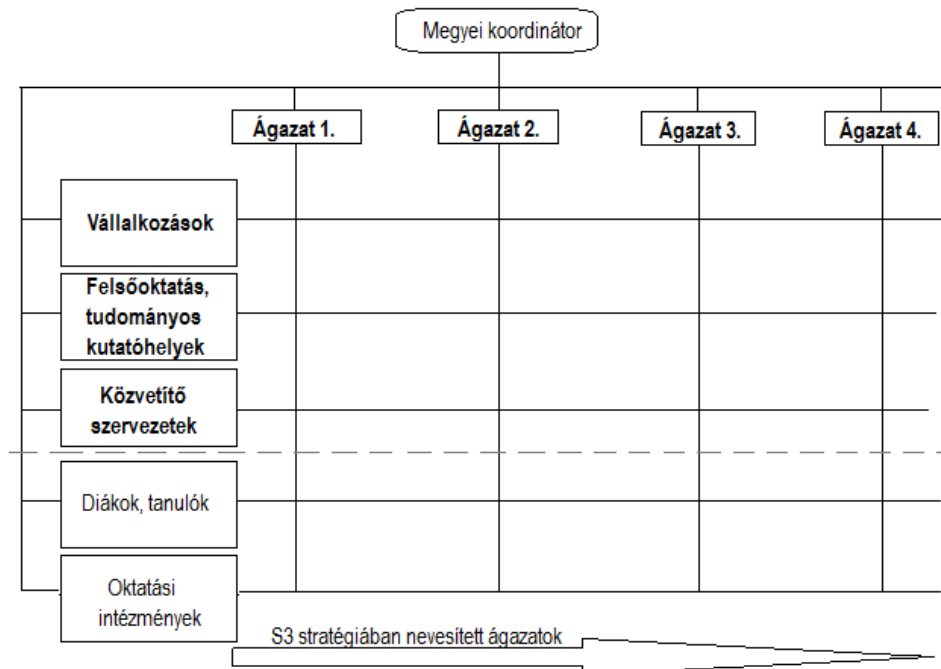 Megyei koordinátor
Ágazat 1.
Ágazat 2.
Ágazat 3.
Ágazat 4.
Vállalkozások
Felsőoktatás,
tudományos
kutatóhelyek
Közvetítő
szervezetek
Diákok, tanulók
Oktatási
intézmények
S3 stratégiában nevesített ágazatok